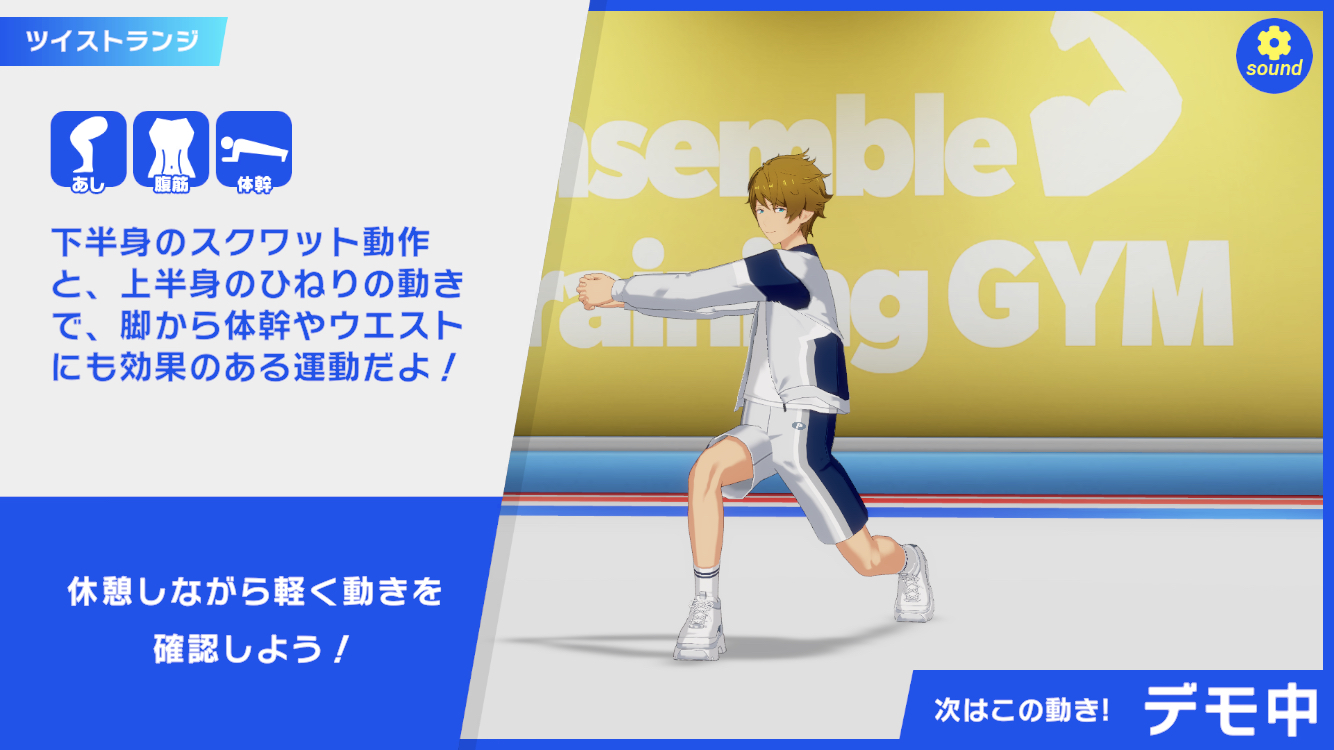 ツイストランジ
sound
あし
腹筋
体幹
下半身のスクワット動作
と、上半身のひねりの動き
で、脚から体幹やウエスト
にも効果のある運動だよ！
nsemble
Training GYM
休憩しながら軽く動きを
確認しよう！
次はこの動き！
デモ中